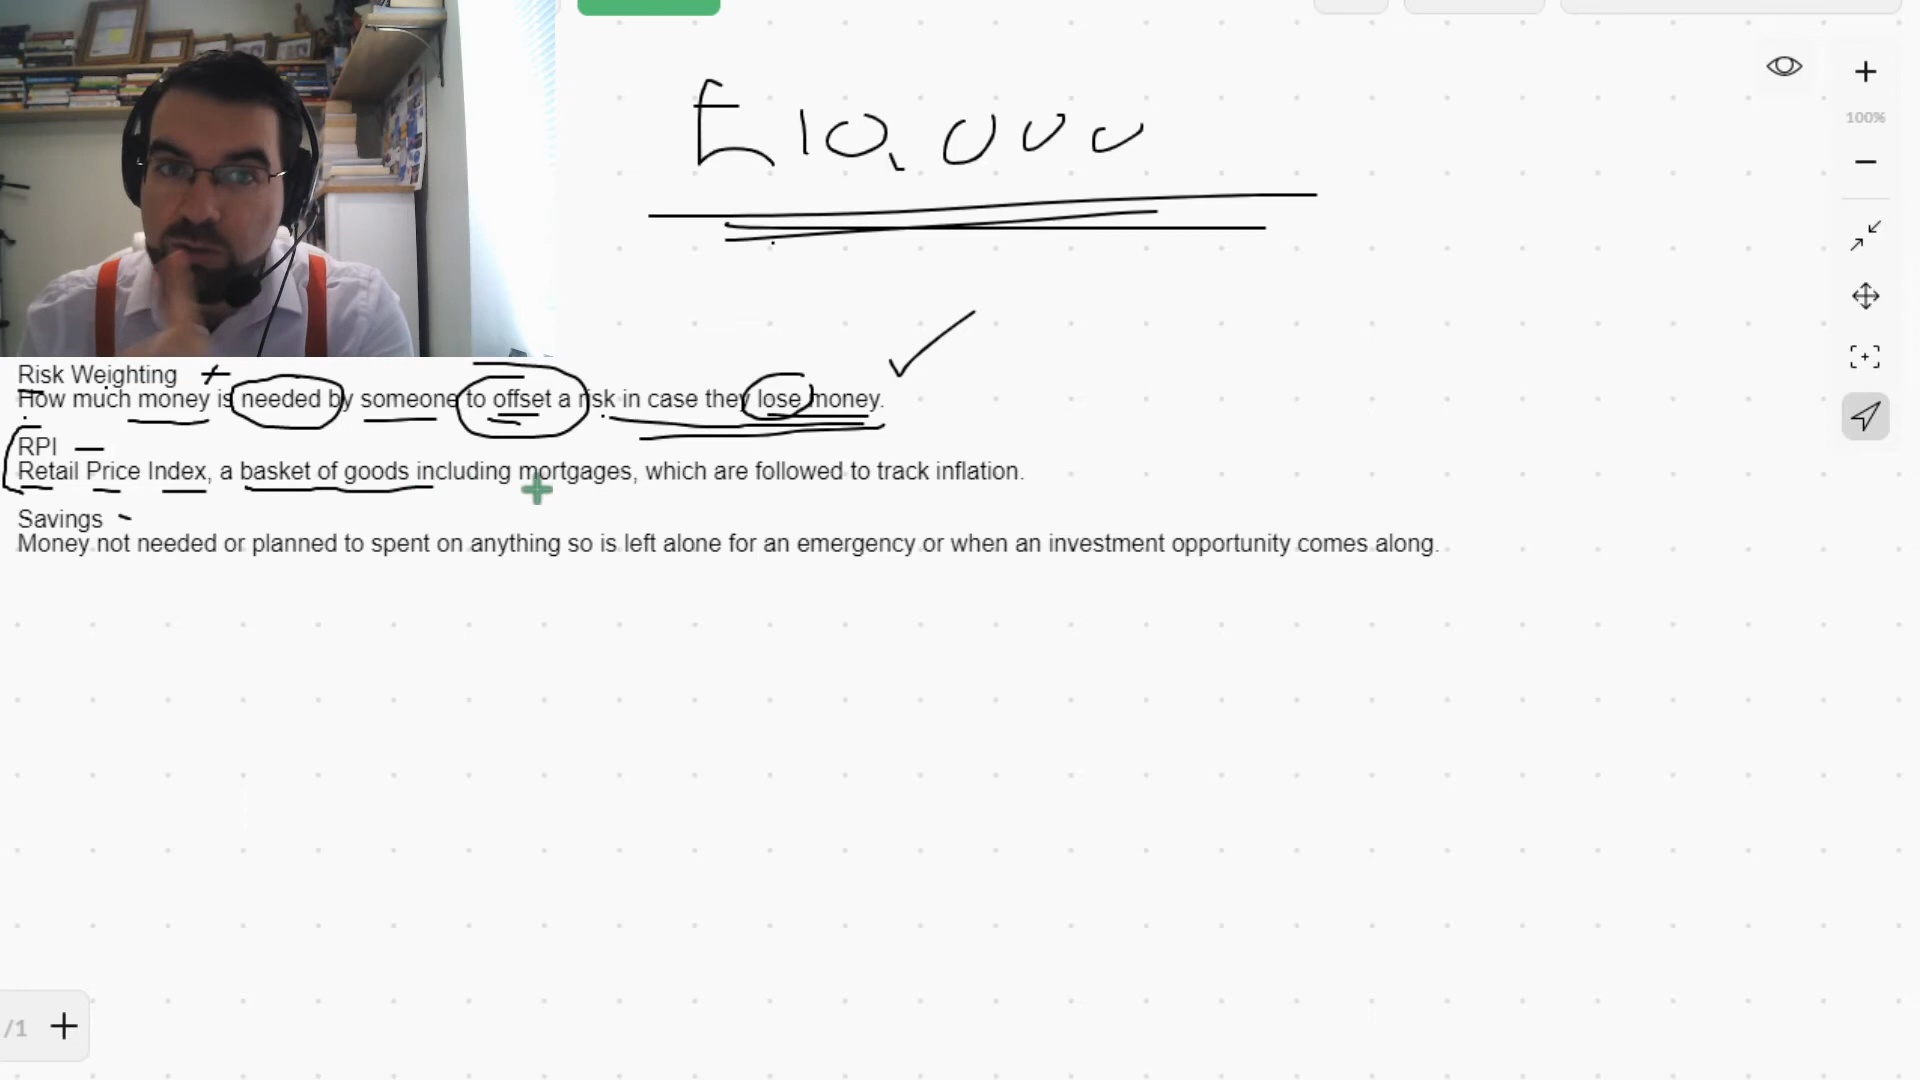 £10,000
100%
Risk Weighting
How much money is needed by someone to offset a risk in case they lose money.
RPI
Retail Price Index, a basket of goods including mortgages, which are followed to track inflation.
Savings
Money not needed or planned to spent on anything so is left alone for an emergency or when an investment opportunity comes along.
/1 +